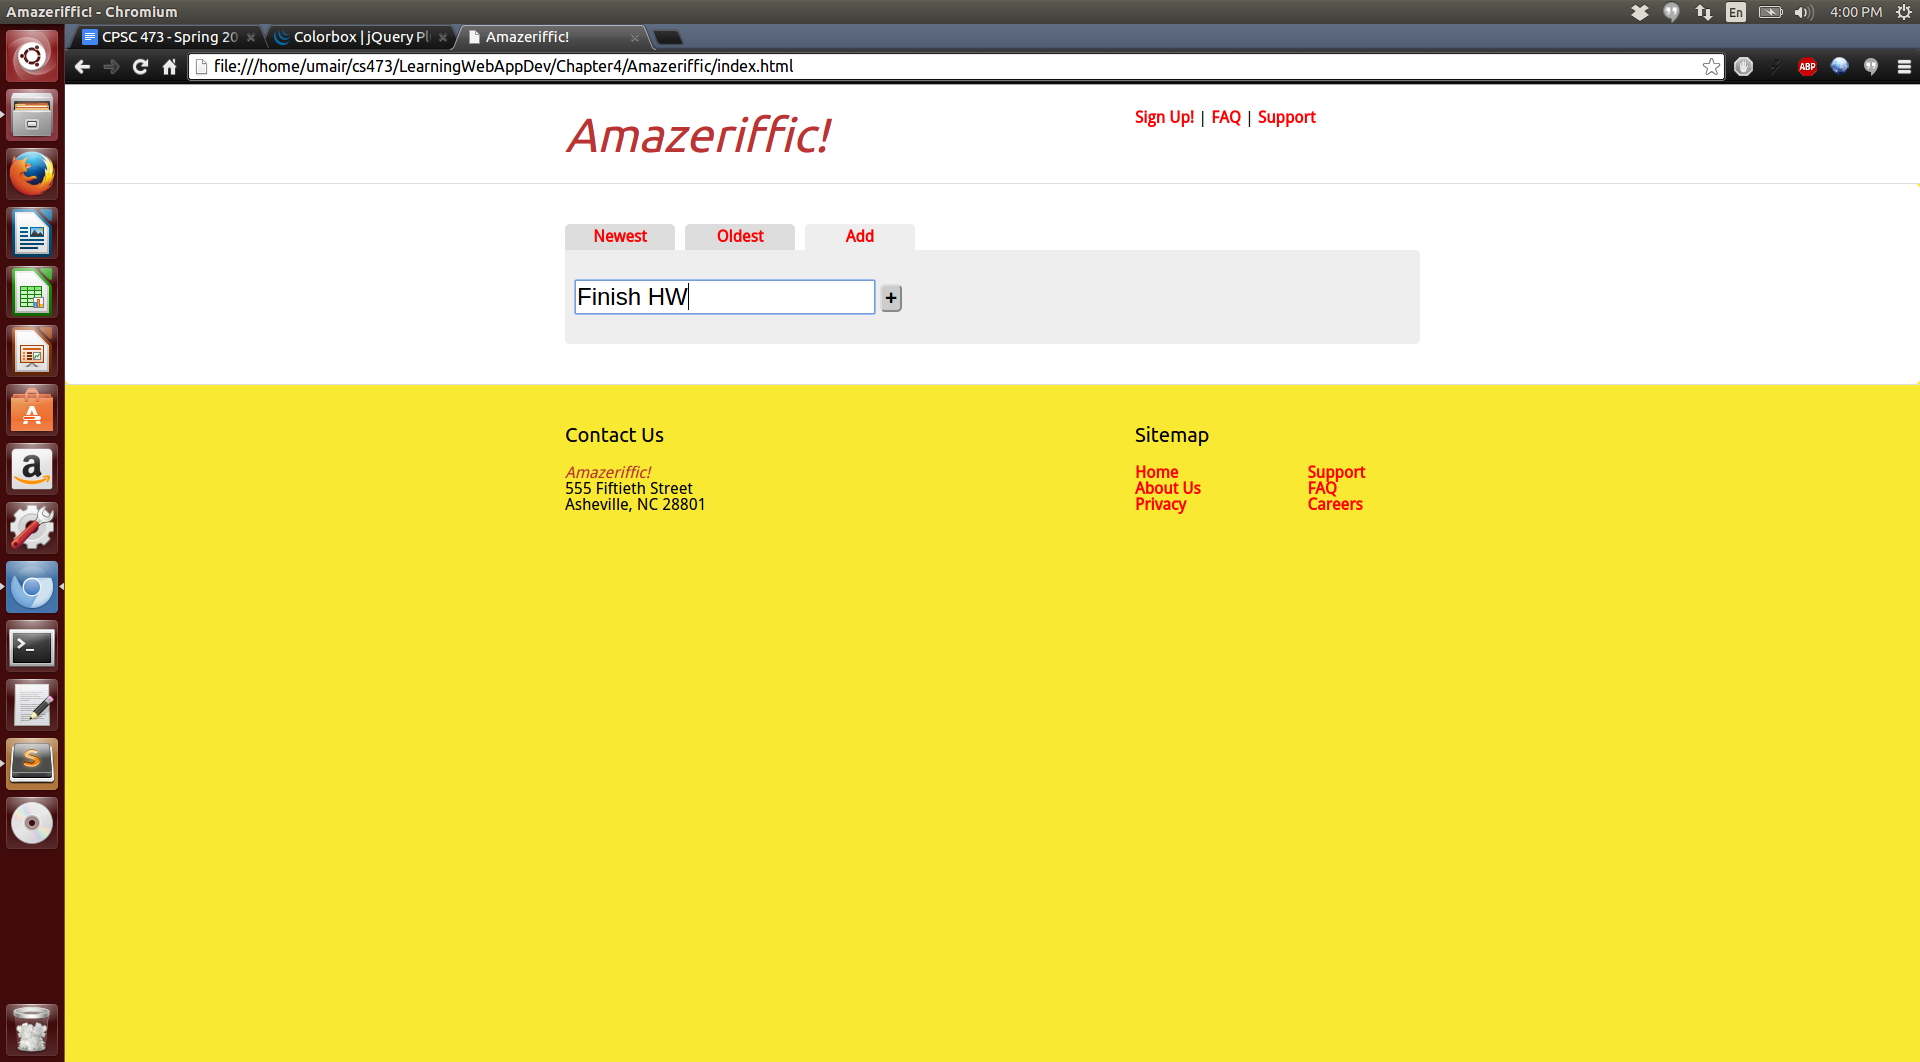 Amazeriffic! - Chromium
En
4:00 PM
CPSC 473 - Spring 20
Colorbox | jQuery Pl
Amazeriffic!
file:///home/umair/cs473/LearningWebAppDev/Chapter4/Amazeriffic/index.html
ABP
Amazeriffic!
Sign Up! | FAQ | Support
Newest
Oldest
Add
Finish HW
+
Contact Us
Amazeriffic!
555 Fiftieth Street
Asheville, NC 28801
Sitemap
Home
About Us
Privacy
Support
FAQ
Careers